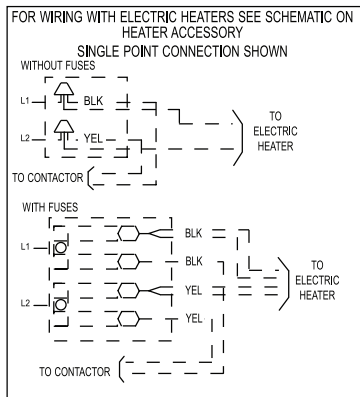 FOR WIRING WITH ELECTRIC HEATERS SEE SCHEMATIC ON
HEATER ACCESSORY
SINGLE POINT CONNECTION SHOWN
WITHOUT FUSES
L1
BLK
L2
YEL
TO
ELECTRIC
HEATER
TO CONTACTOR
WITH FUSES
BLK
L1
BLK
TO
ELECTRIC
HEATER
YEL
L2
YEL
TO CONTACTOR